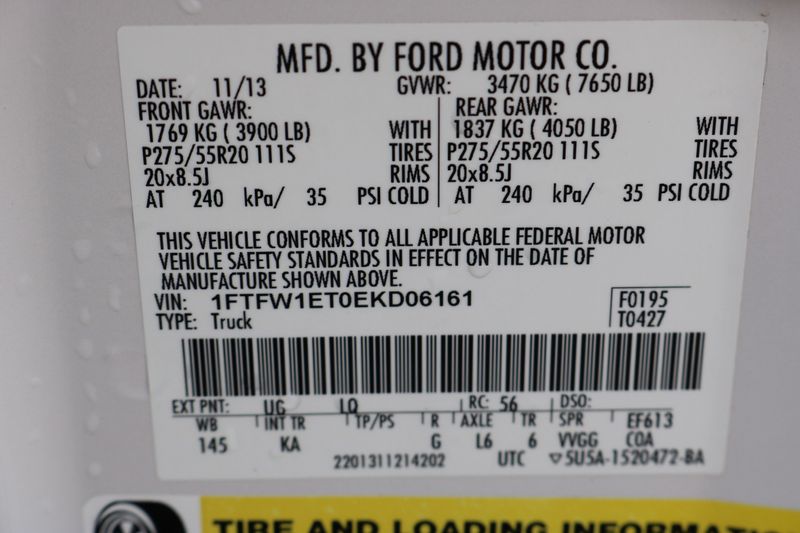 MFD. BY FORD MOTOR CO.
DATE: 11/13 GVWR: 3470 KG ( 7650 LB)
FRONT GAWR: REAR GAWR:
1769 KG ( 3900 LB) WITH 1837 KG ( 4050 LB) WITH
P275/55R20 111S TIRES P275/55R20 111S TIRES
20x8.5J RIMS 20x8.5J RIMS
AT 240 kPa/ 35 PSI COLD AT 240 kPa/ 35 PSI COLD
THIS VEHICLE CONFORMS TO ALL APPLICABLE FEDERAL MOTOR
VEHICLE SAFETY STANDARDS IN EFFECT ON THE DATE OF
MANUFACTURE SHOWN ABOVE.
VIN: 1FTFW1ET0EKD06161 F0195
TYPE: Truck T0427
EXT PNT: UG LQ RC: 56 DSO:
WB INT TR TP/PS R AXLE TR SPR EF613
145 KA G L6 6 VVGG COA
2201311214202 UTC ▽5U5A-1520472-BA
TIRE AND LOADING INFORMATION